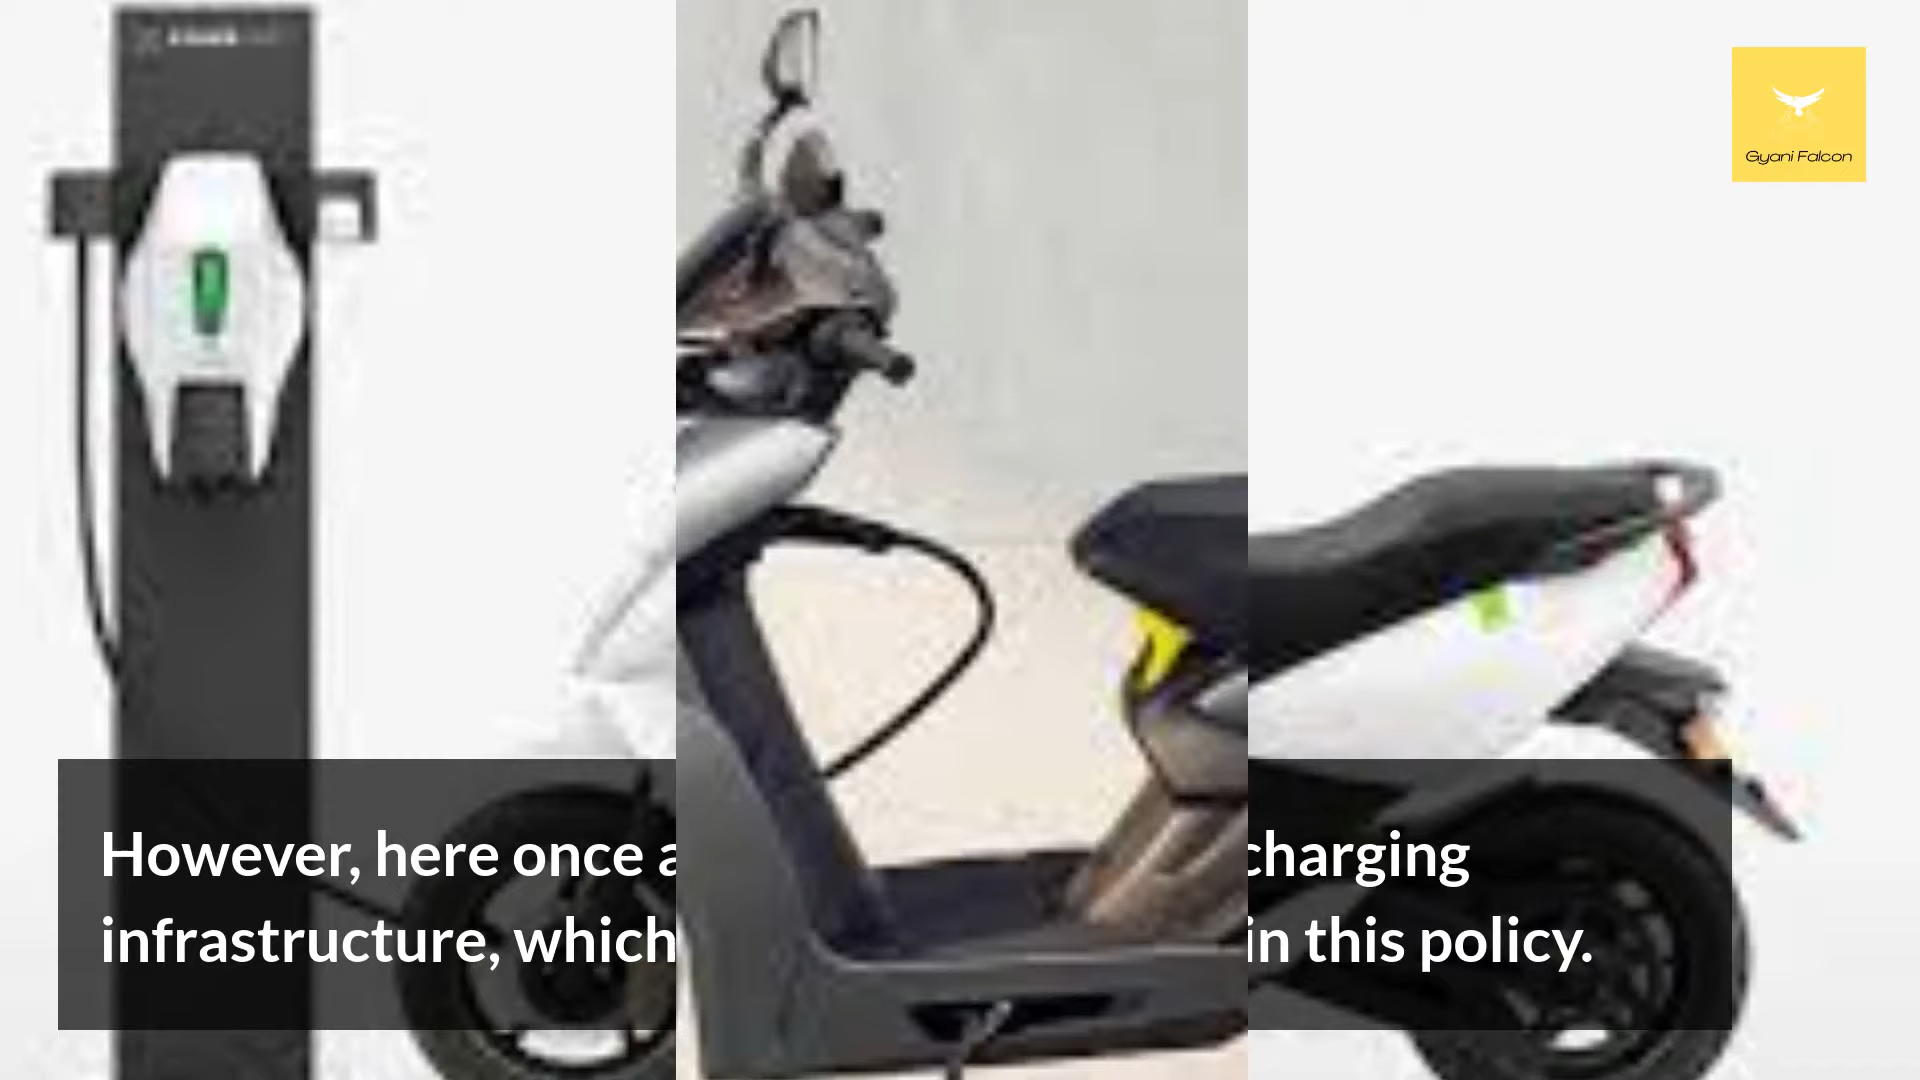 Gyani Falcon
However, here once charging
infrastructure, which in this policy.